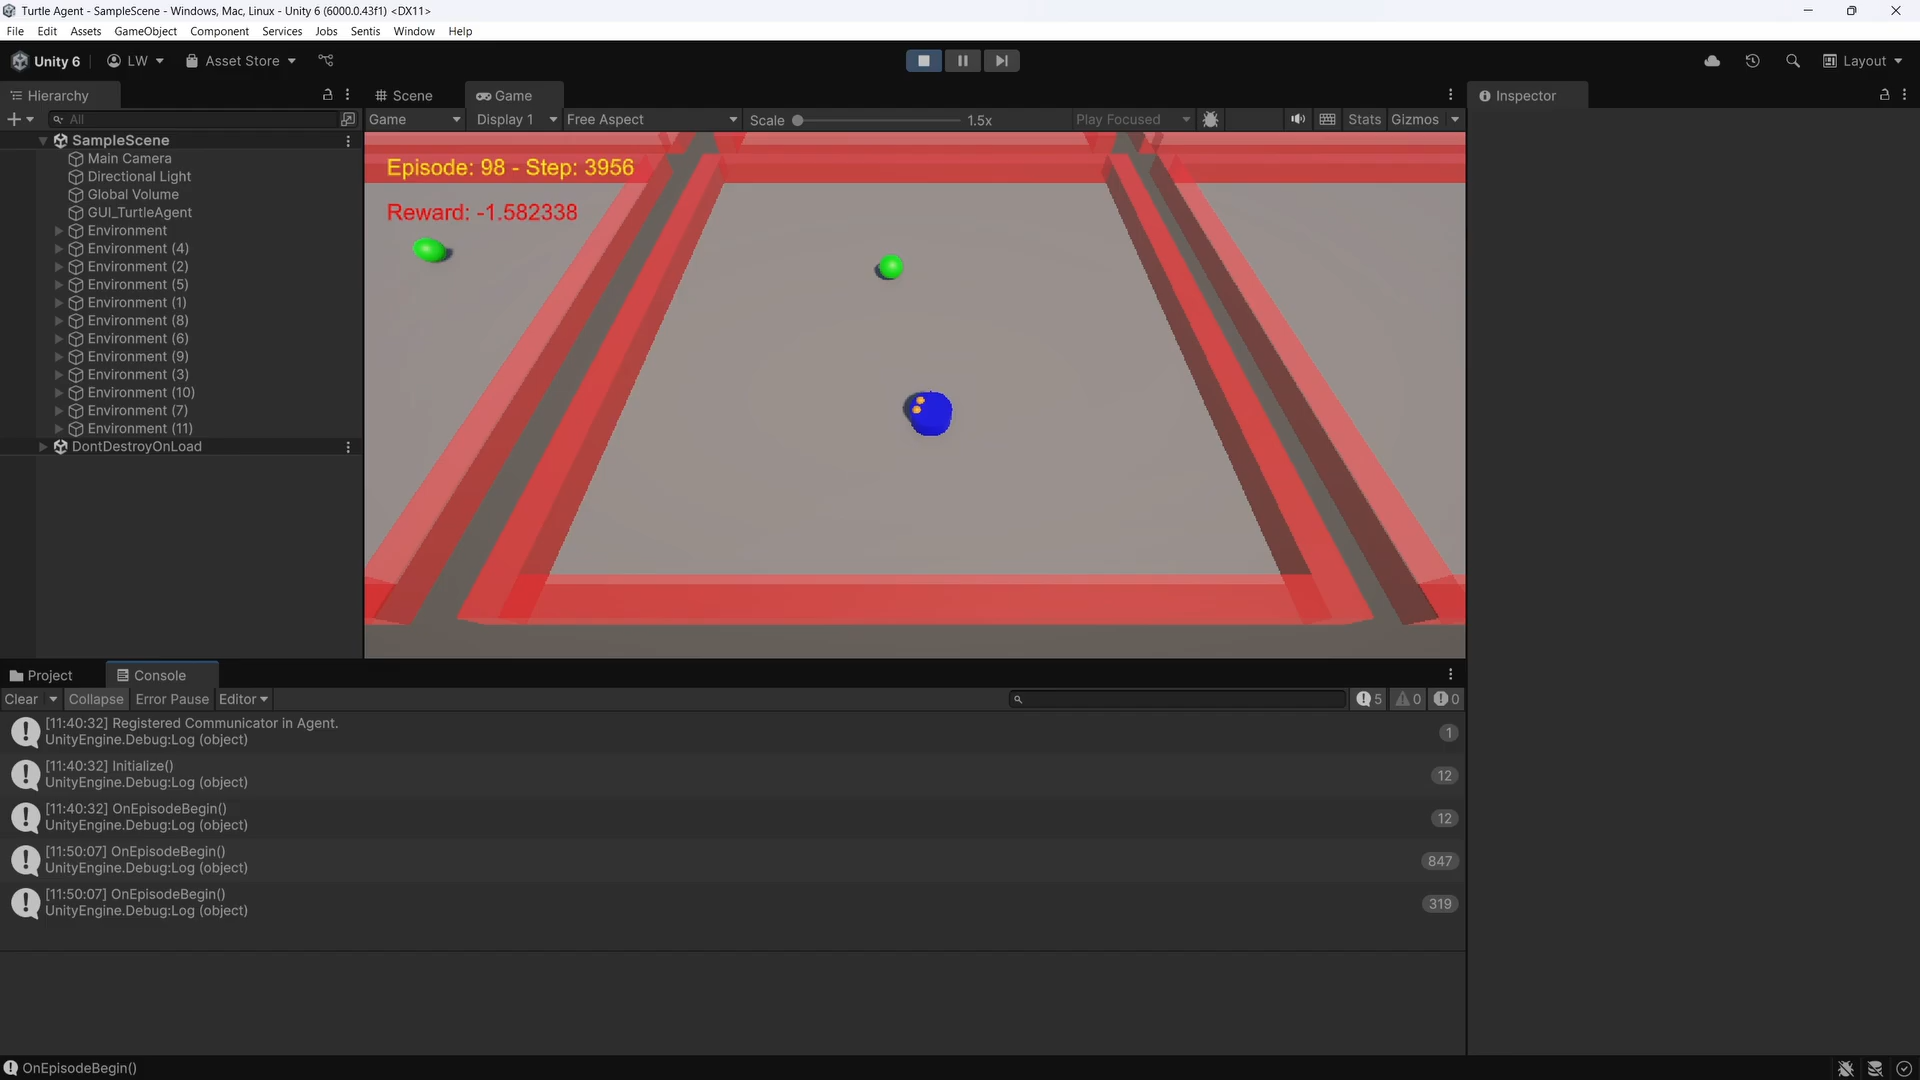 Turtle Agent - SampleScene - Windows, Mac, Linux - Unity 6 (6000.0.43f1) <DX11>
File Edit Assets GameObject Component Services Jobs Sentis Window Help
Unity 6 LW Asset Store Layout
Hierarchy
Scene Game
Inspector
All
Game Display 1 Free Aspect Scale 1.5x Play Focused Stats Gizmos
SampleScene
Main Camera
Directional Light
Global Volume
GUI_TurtleAgent
Environment
Environment (4)
Environment (2)
Environment (5)
Environment (1)
Environment (8)
Environment (6)
Environment (9)
Environment (3)
Environment (10)
Environment (7)
Environment (11)
DontDestroyOnLoad
Episode: 98 - Step: 3956
Reward: -1.582338
Project Console
Clear Collapse Error Pause Editor 5 0 0
[11:40:32] Registered Communicator in Agent.
UnityEngine.Debug:Log (object)
1
[11:40:32] Initialize()
UnityEngine.Debug:Log (object)
12
[11:40:32] OnEpisodeBegin()
UnityEngine.Debug:Log (object)
12
[11:50:07] OnEpisodeBegin()
UnityEngine.Debug:Log (object)
847
[11:50:07] OnEpisodeBegin()
UnityEngine.Debug:Log (object)
319
OnEpisodeBegin()